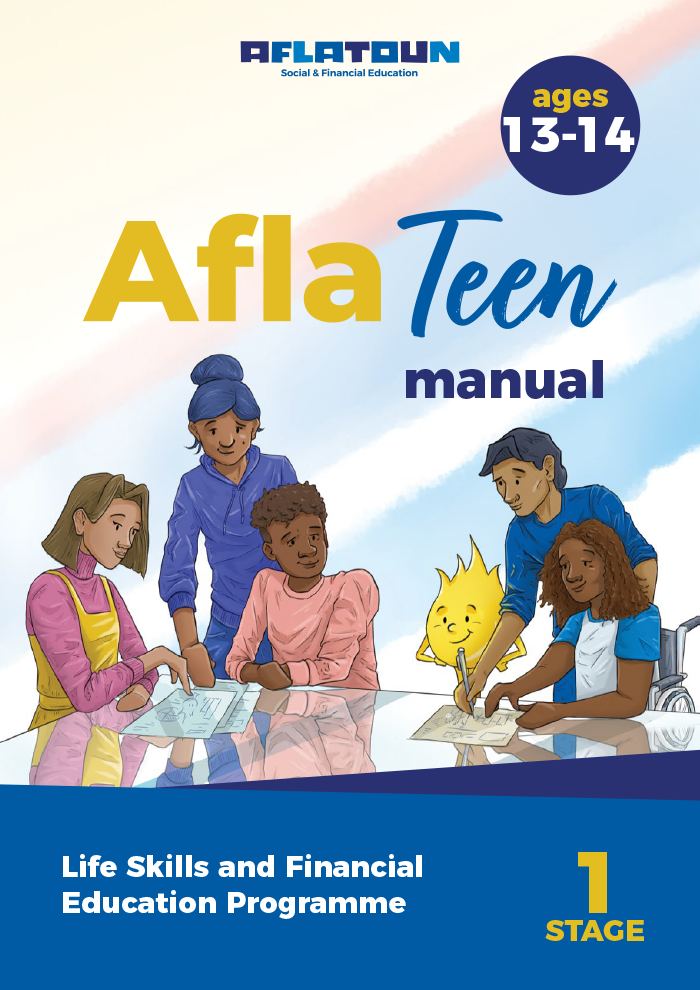 AFLATOUN
Social & Financial Education
ages
13-14
Afla Teen
manual
Life Skills and Financial
Education Programme
1
STAGE